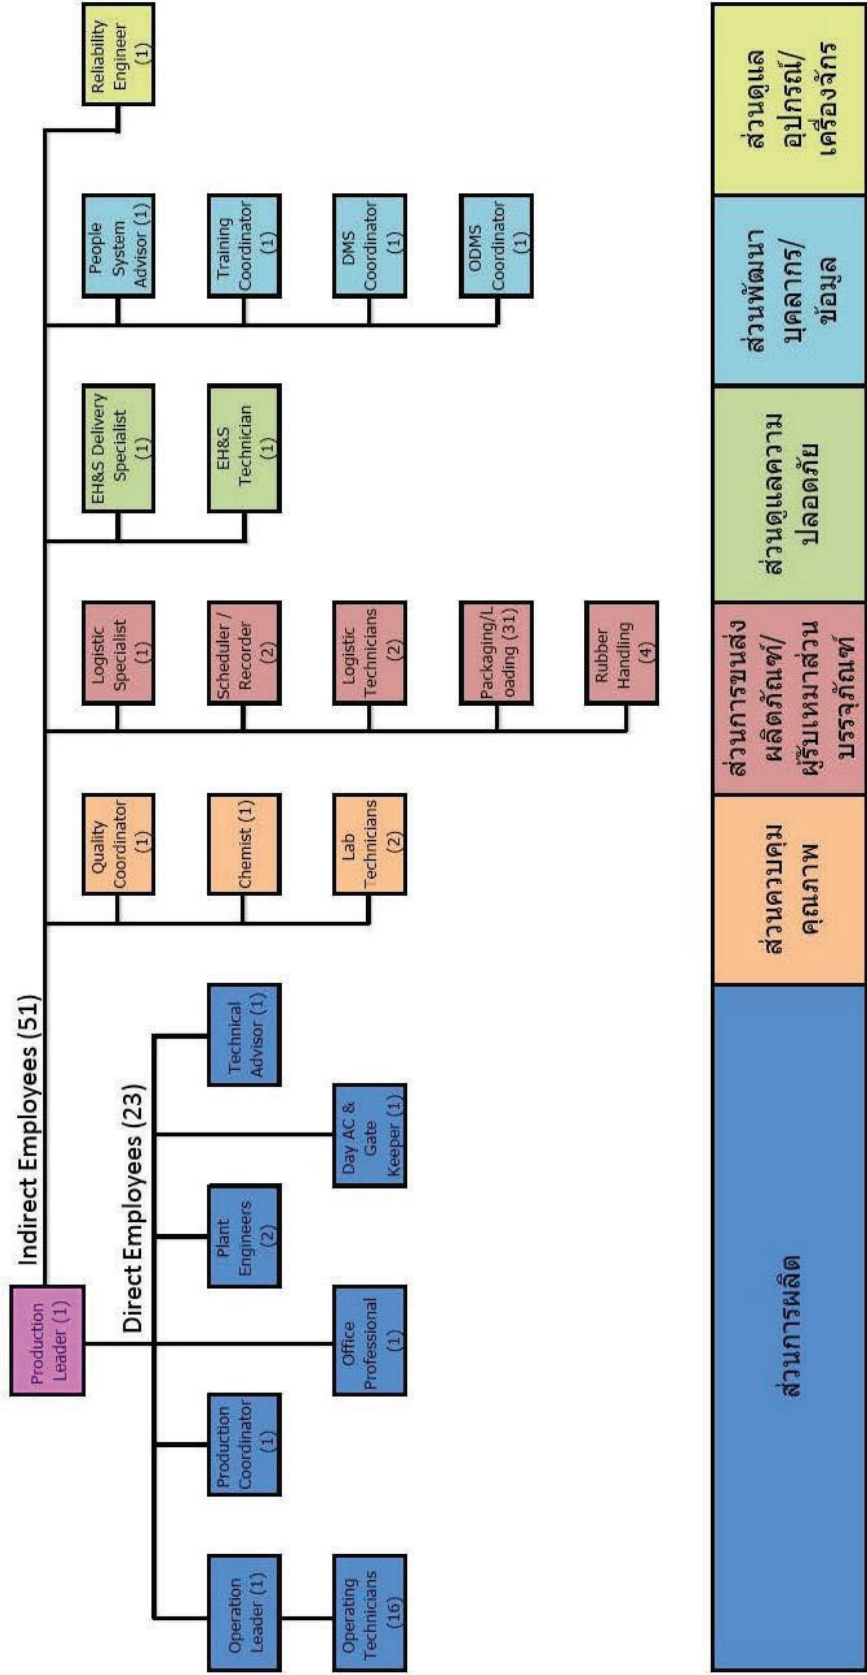 Production
Leader (1)
Indirect Employees (51)
Direct Employees (23)
Operation
Leader (1)
Operating
Technicians
(16)
Production
Coordinator
(1)
Office
Professional
(1)
Plant
Engineers
(2)
Day AC &
Gate
Keeper (1)
Technical
Advisor (1)
Quality
Coordinator
(1)
Chemist (1)
Lab
Technicians
(2)
Logistic
Specialist
(1)
Scheduler /
Recorder
(2)
Logistic
Technicians
(2)
Packaging/L
oading (31)
Rubber
Handling
(4)
EH&S Delivery
Specialist
(1)
EH&S
Technician
(1)
People
System
Advisor (1)
Training
Coordinator
(1)
DMS
Coordinator
(1)
ODMS
Coordinator
(1)
Reliability
Engineer
(1)
ส่วนการผลิต
ส่วนควบคุม
คุณภาพ
ส่วนการขนส่ง
ผลิตภัณฑ์/
ผู้รับเหมาส่วน
บรรจุภัณฑ์
ส่วนดูแลความ
ปลอดภัย
ส่วนพัฒนา
บุคลากร/
ข้อมูล
ส่วนดูแล
อุปกรณ์/
เครื่องจักร